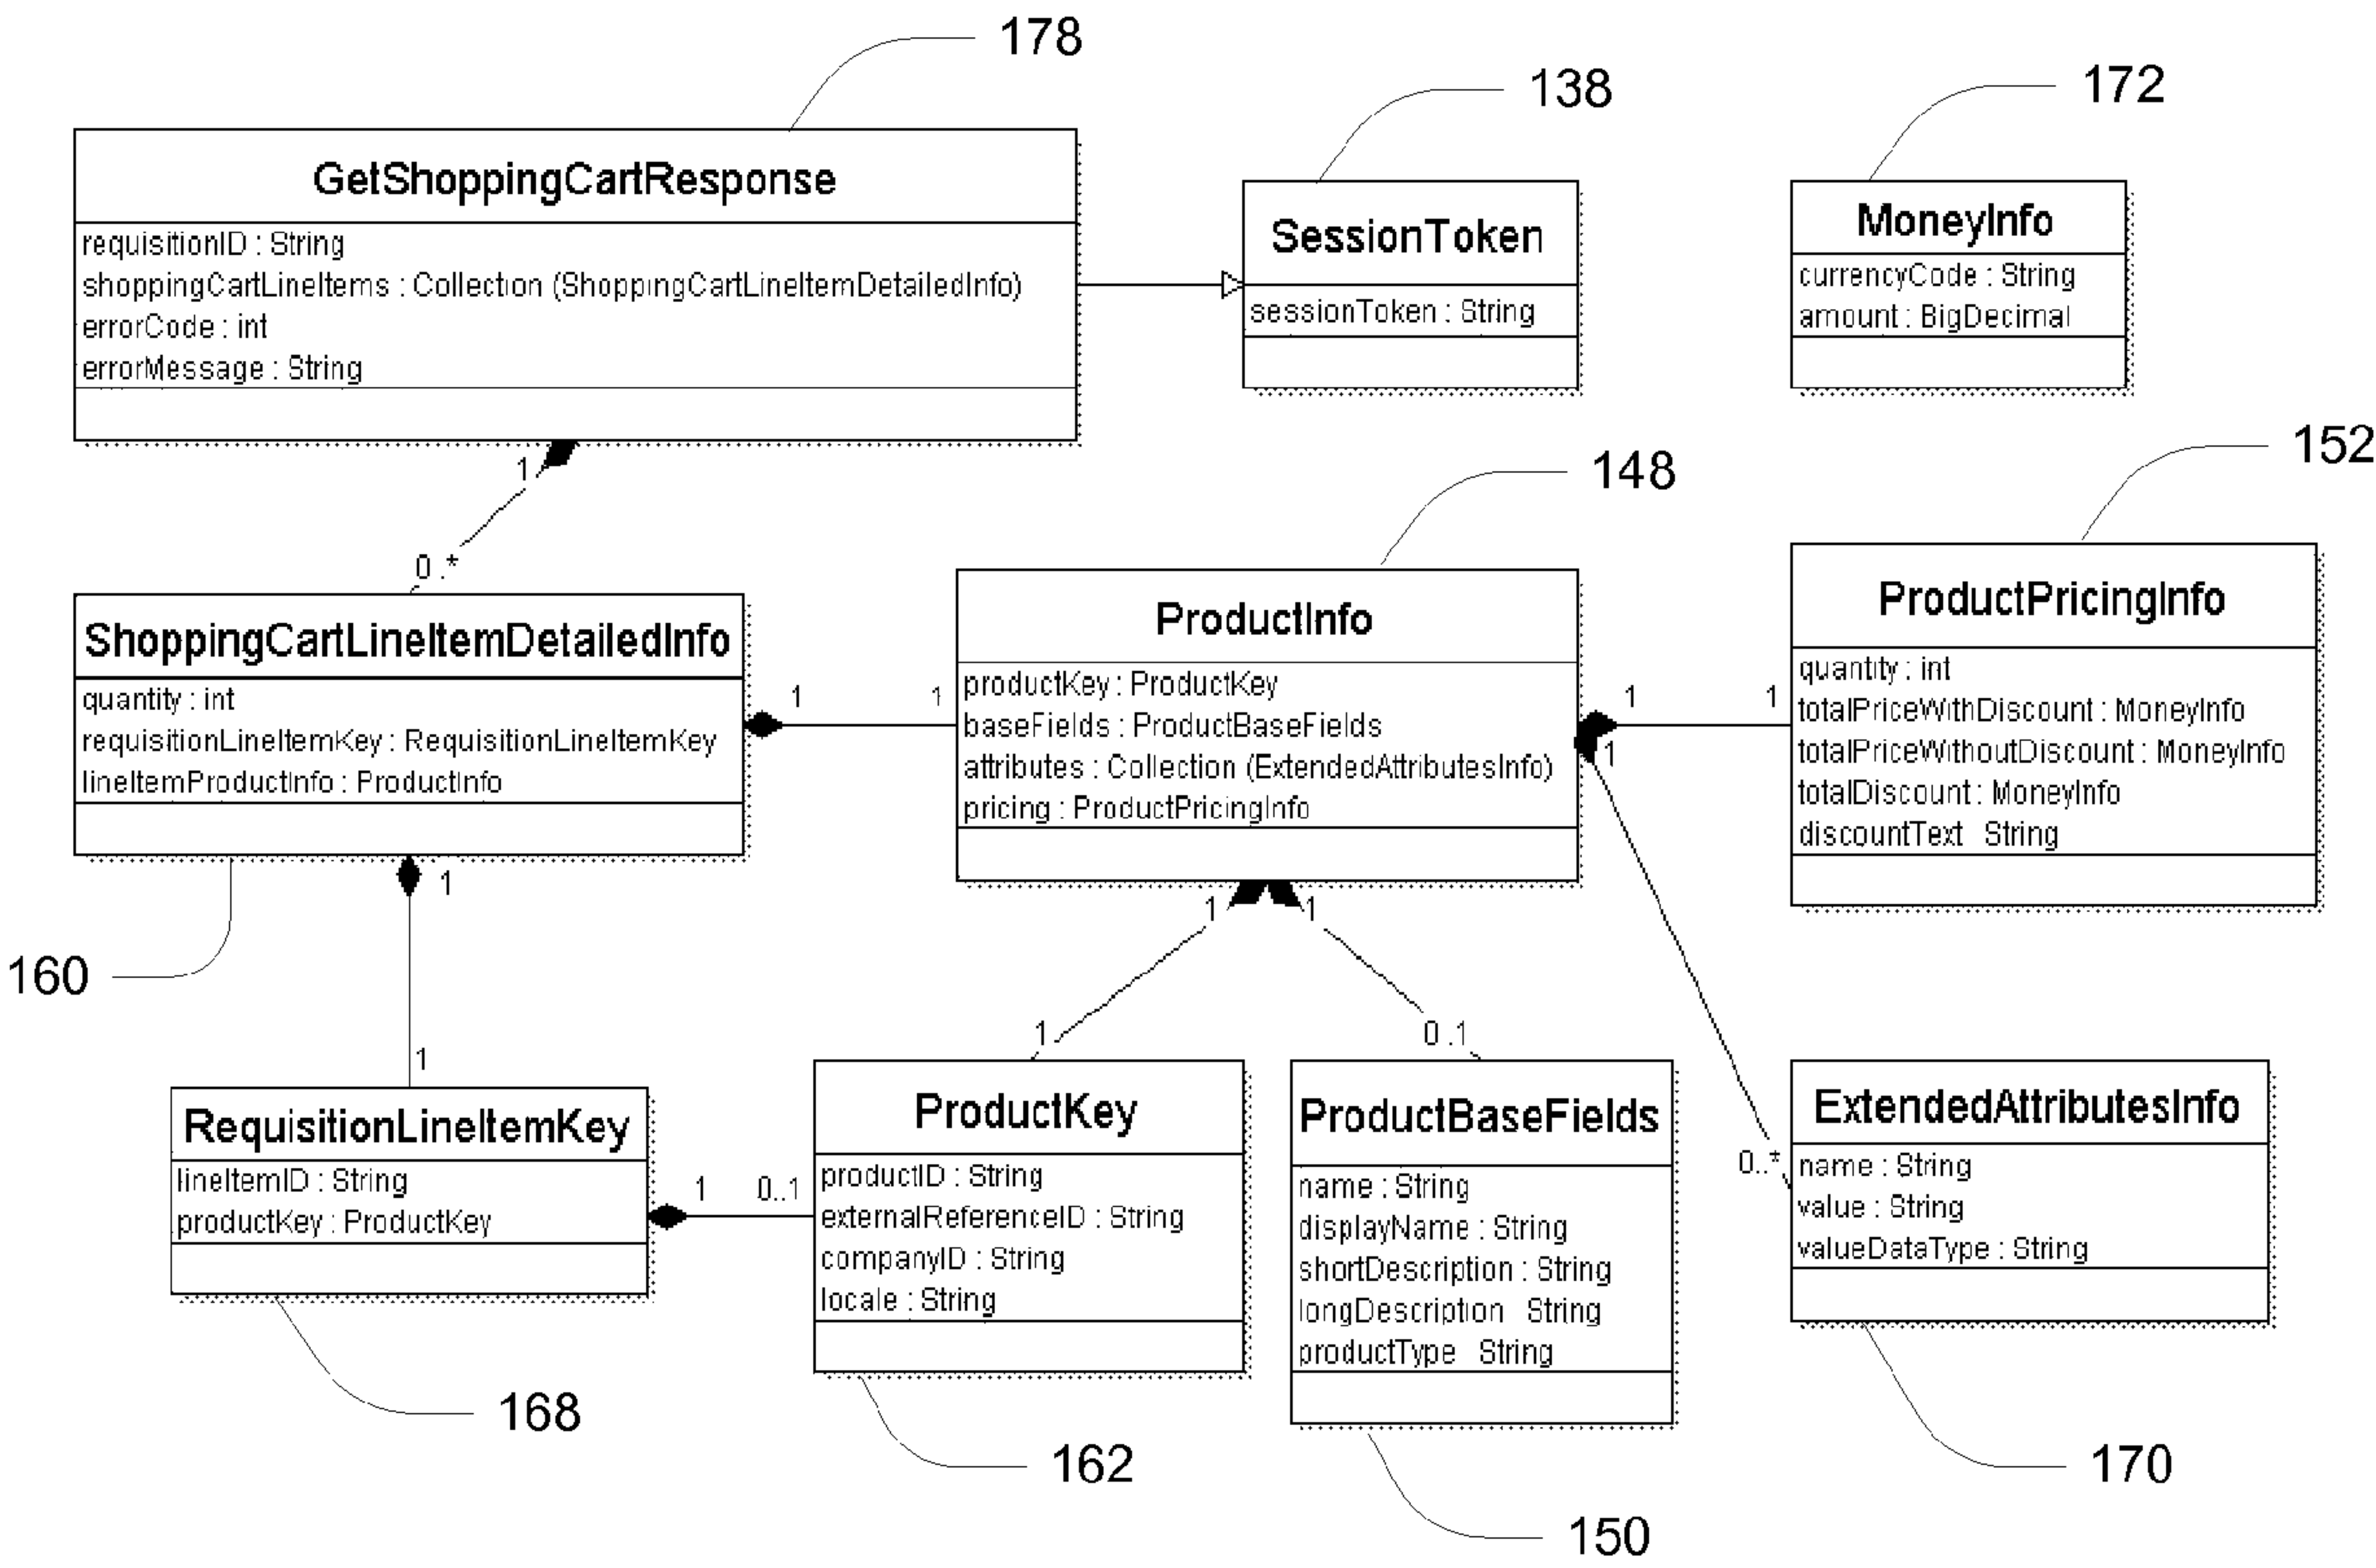 178
138
172
GetShoppingCartResponse
requisitionID : String
shoppingCartLineItems : Collection (ShoppingCartLineItemDetailedInfo)
errorCode : int
errorMessage : String
SessionToken
sessionToken : String
MoneyInfo
currencyCode : String
amount : BigDecimal
1
0..*
148
152
ShoppingCartLineItemDetailedInfo
quantity : int
requisitionLineItemKey : RequisitionLineItemKey
lineItemProductInfo : ProductInfo
1
1
ProductInfo
productKey : ProductKey
baseFields : ProductBaseFields
attributes : Collection (ExtendedAttributesInfo)
pricing : ProductPricingInfo
1
1
1
ProductPricingInfo
quantity : int
totalPriceWithDiscount : MoneyInfo
totalPriceWithoutDiscount : MoneyInfo
totalDiscount : MoneyInfo
discountText String
1
1
1
160
1
1
0..1
0..*
RequisitionLineItemKey
lineItemID : String
productKey : ProductKey
1
0..1
ProductKey
productID : String
externalReferenceID : String
companyID : String
locale : String
ProductBaseFields
name : String
displayName : String
shortDescription : String
longDescription String
productType String
ExtendedAttributesInfo
name : String
value : String
valueDataType : String
168
162
150
170